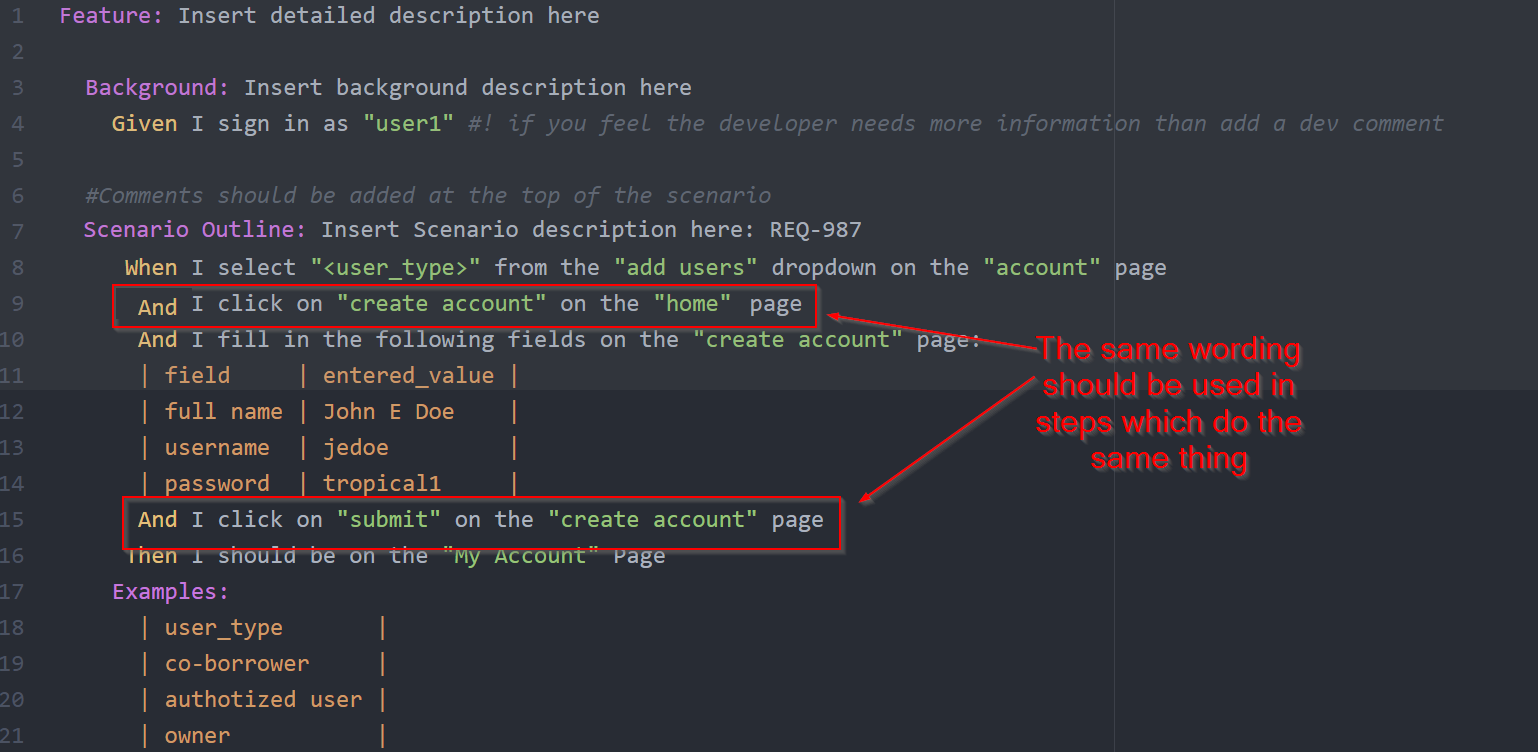 1 Feature: Insert detailed description here
2
3 Background: Insert background description here
4 Given I sign in as "user1" #! if you feel the developer needs more information than add a dev comment
5
6 #Comments should be added at the top of the scenario
7 Scenario Outline: Insert Scenario description here: REQ-987
8 When I select "<user_type>" from the "add users" dropdown on the "account" page
9 And I click on "create account" on the "home" page
10 And I fill in the following fields on the "create account" page:
11 | field | entered_value |
12 | full name | John E Doe |
13 | username | jedoe |
14 | password | tropical1 |
15 And I click on "submit" on the "create account" page
16 Then I should be on the "My Account" Page
17 Examples:
18 | user_type |
19 | co-borrower |
20 | authotized user |
21 | owner |
The same wording
should be used in
steps which do the
same thing